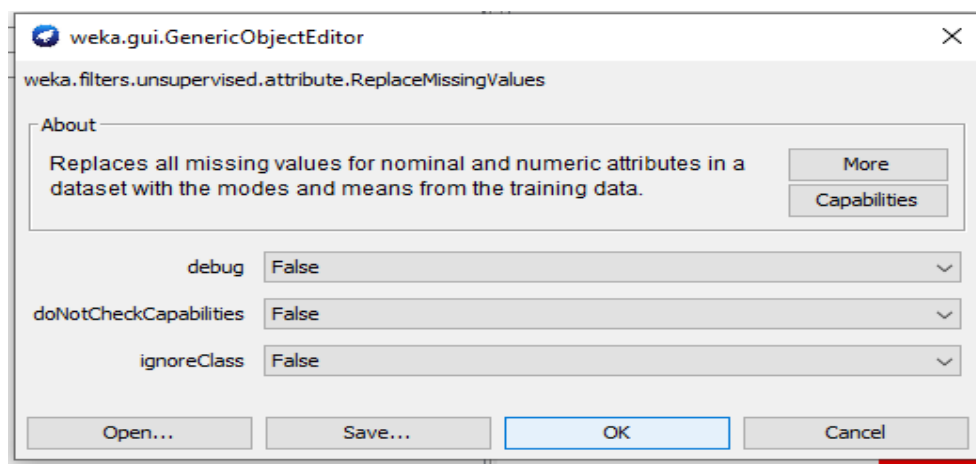 weka.gui.GenericObjectEditor
weka.filters.unsupervised.attribute.ReplaceMissingValues
About
Replaces all missing values for nominal and numeric attributes in a
dataset with the modes and means from the training data.
More
Capabilities
debug False
doNotCheckCapabilities False
ignoreClass False
Open... Save... OK Cancel